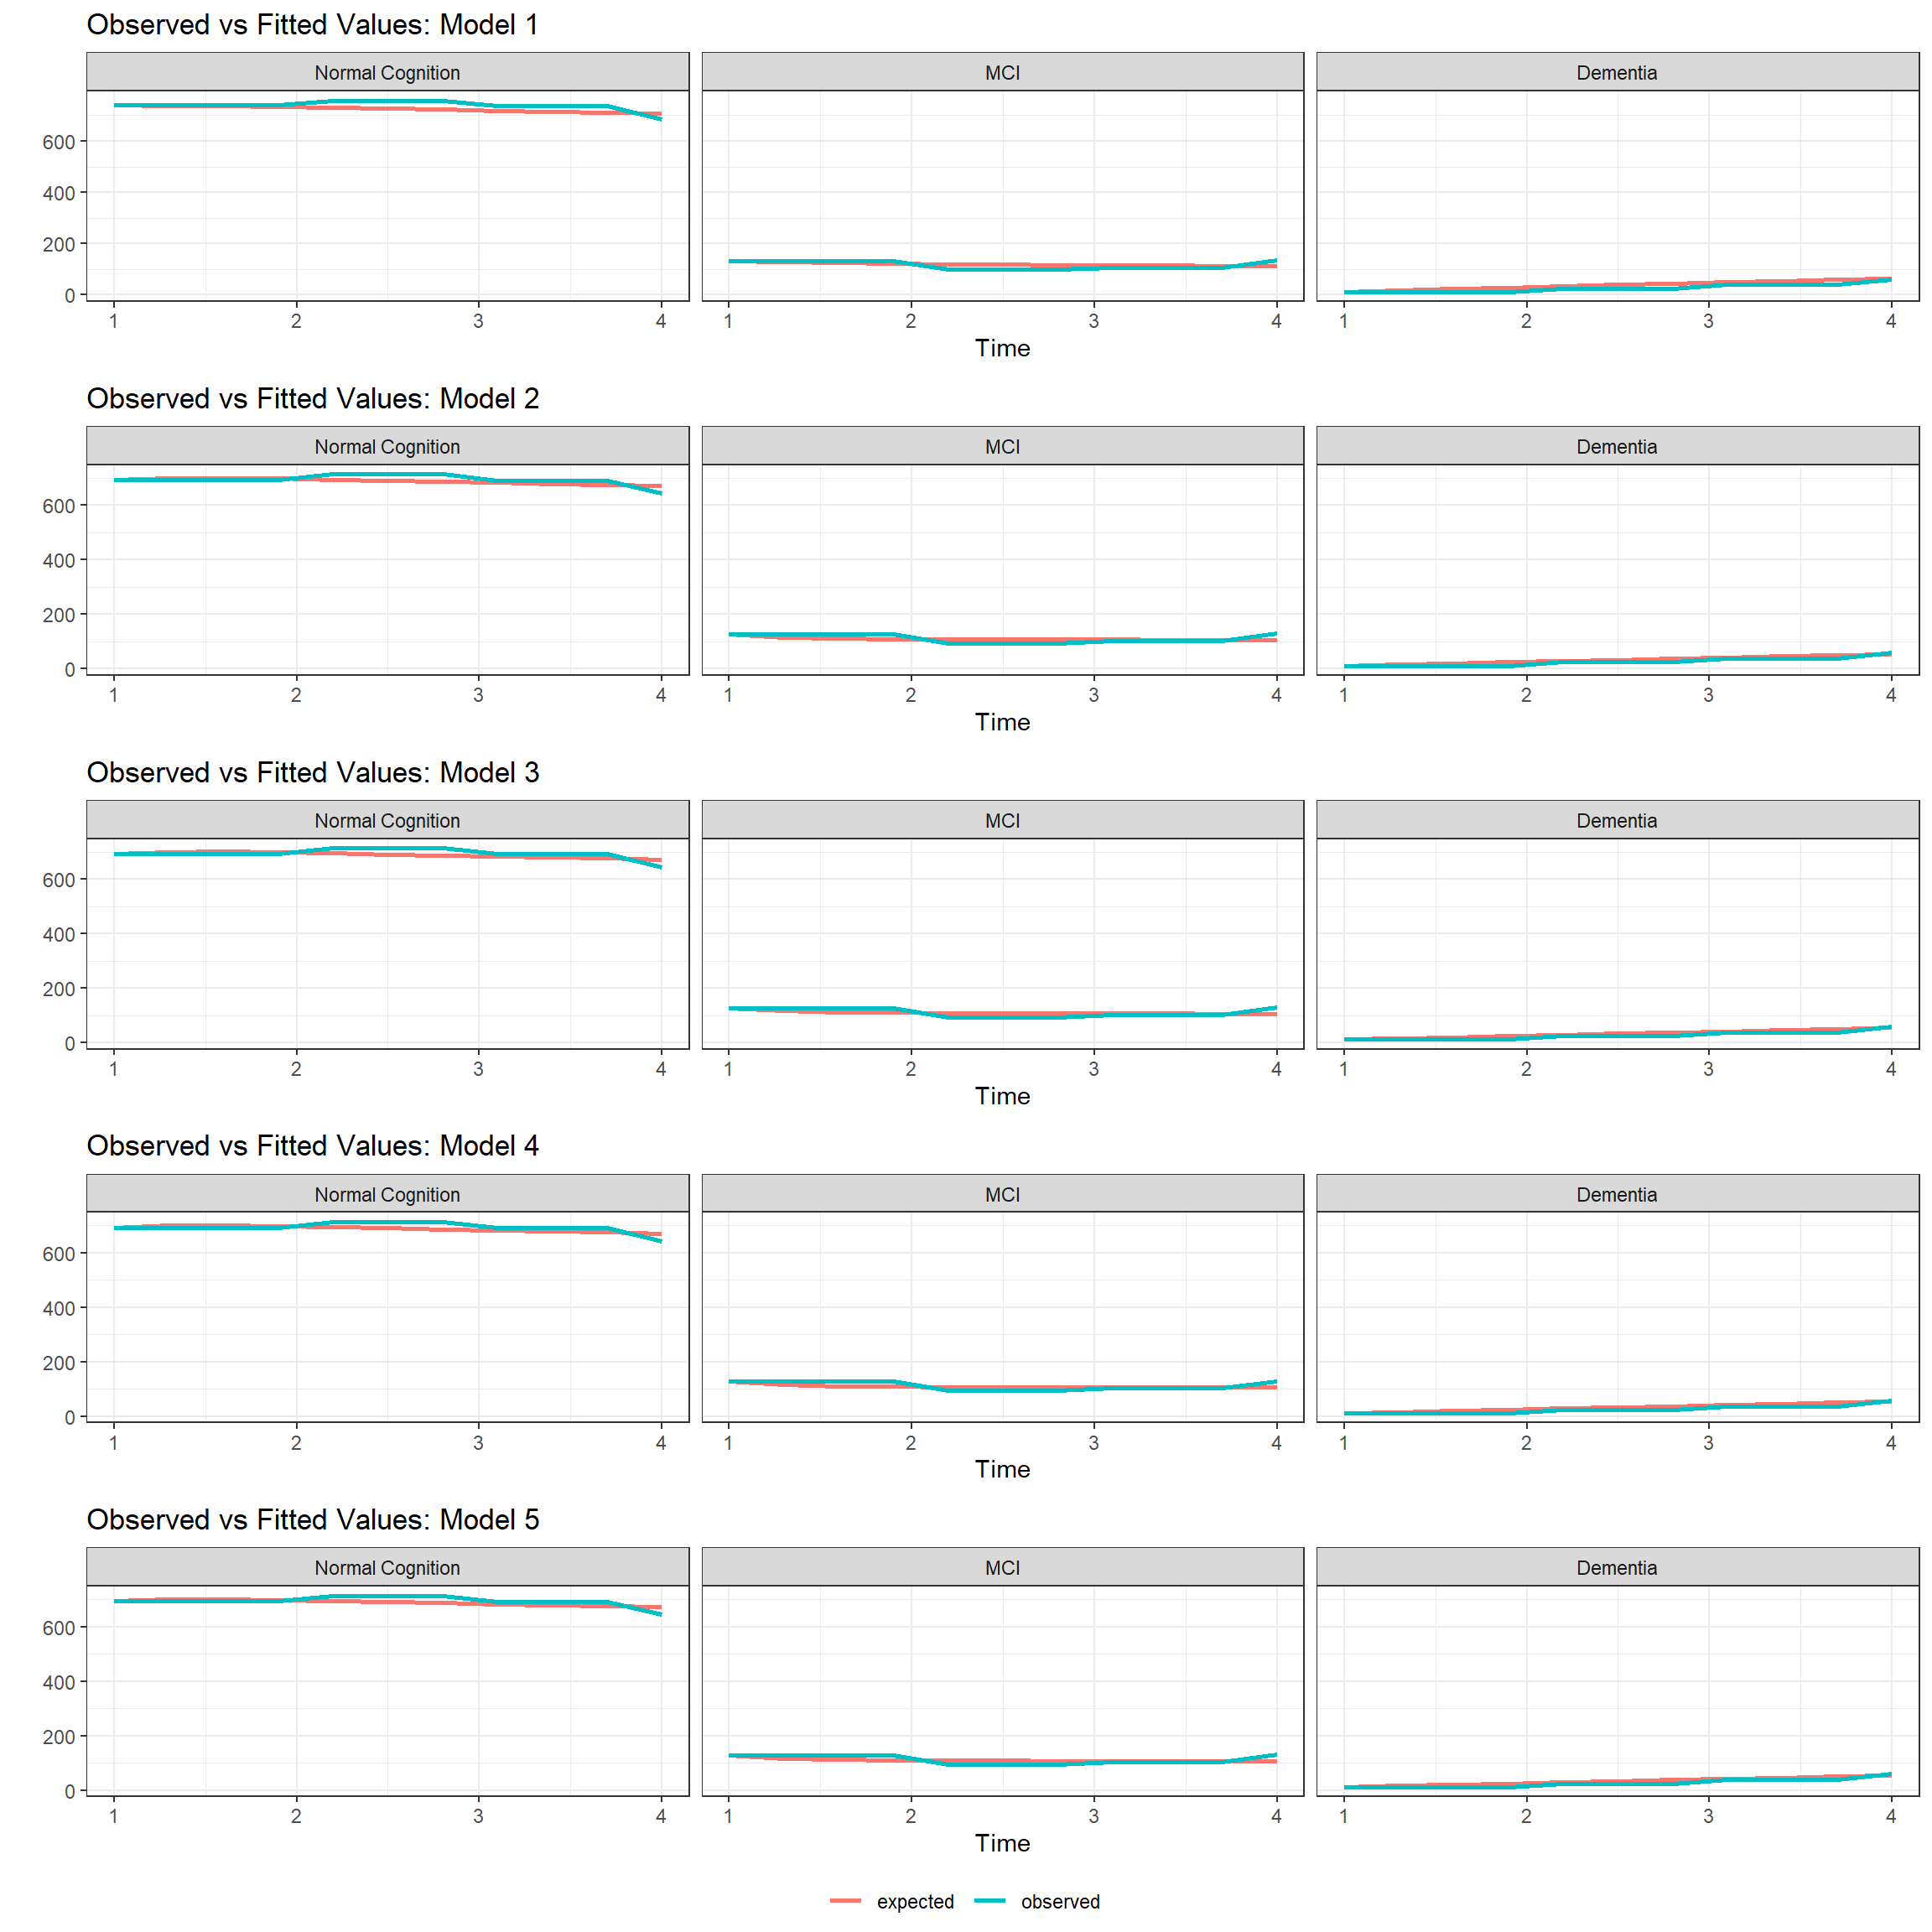 Observed vs Fitted Values: Model 1
Normal Cognition MCI Dementia
600
400
200
0
1 2 3 4 1 2 3 4 1 2 3 4
Time
Observed vs Fitted Values: Model 2
Normal Cognition MCI Dementia
600
400
200
0
1 2 3 4 1 2 3 4 1 2 3 4
Time
Observed vs Fitted Values: Model 3
Normal Cognition MCI Dementia
600
400
200
0
1 2 3 4 1 2 3 4 1 2 3 4
Time
Observed vs Fitted Values: Model 4
Normal Cognition MCI Dementia
600
400
200
0
1 2 3 4 1 2 3 4 1 2 3 4
Time
Observed vs Fitted Values: Model 5
Normal Cognition MCI Dementia
600
400
200
0
1 2 3 4 1 2 3 4 1 2 3 4
Time
expected observed